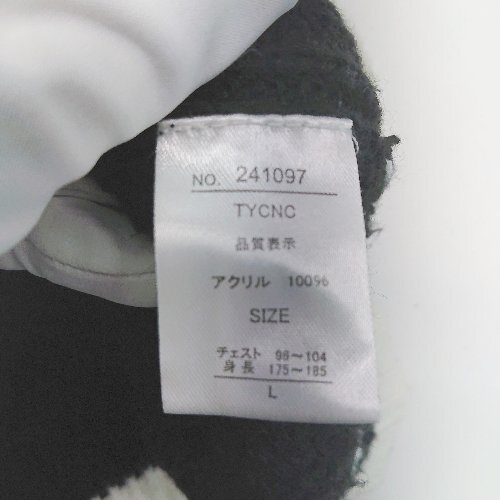 NO. 241097
TYCNC
品質表示
アクリル 100%
SIZE
チェスト 96～104
身長 175～185
L